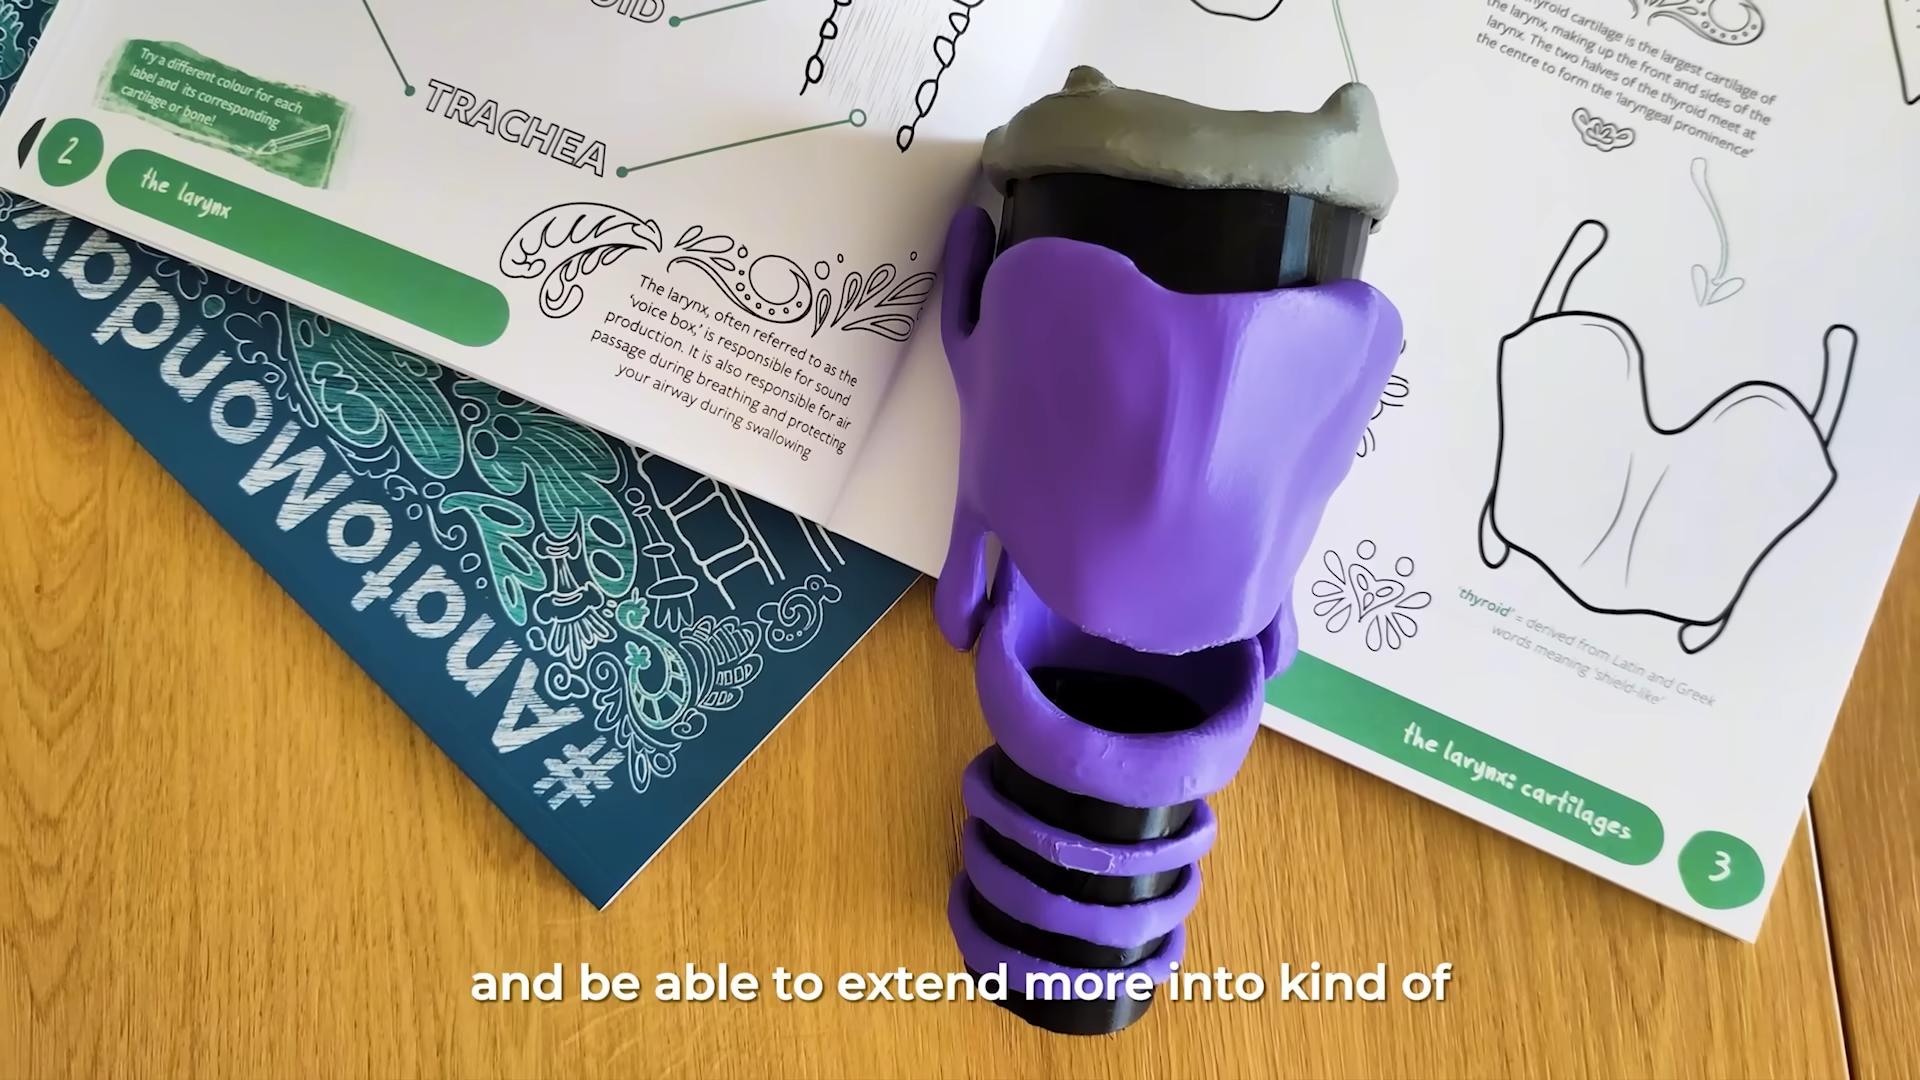 TRACHEA
Try a different colour for each
label and its corresponding
cartilage or bone!
2
the larynx
The larynx, often referred to as the
'voice box,' is responsible for sound
production. It is also responsible for air
passage during breathing and protecting
your airway during swallowing
#AnatoMonday
thyroid cartilage is the largest cartilage of
the larynx, making up the front and sides of the
larynx. The two halves of the thyroid meet at
the centre to form the 'laryngeal prominence'
'thyroid' = derived from Latin and Greek
words meaning 'shield-like'
the larynx: cartilages
3
and be able to extend more into kind of